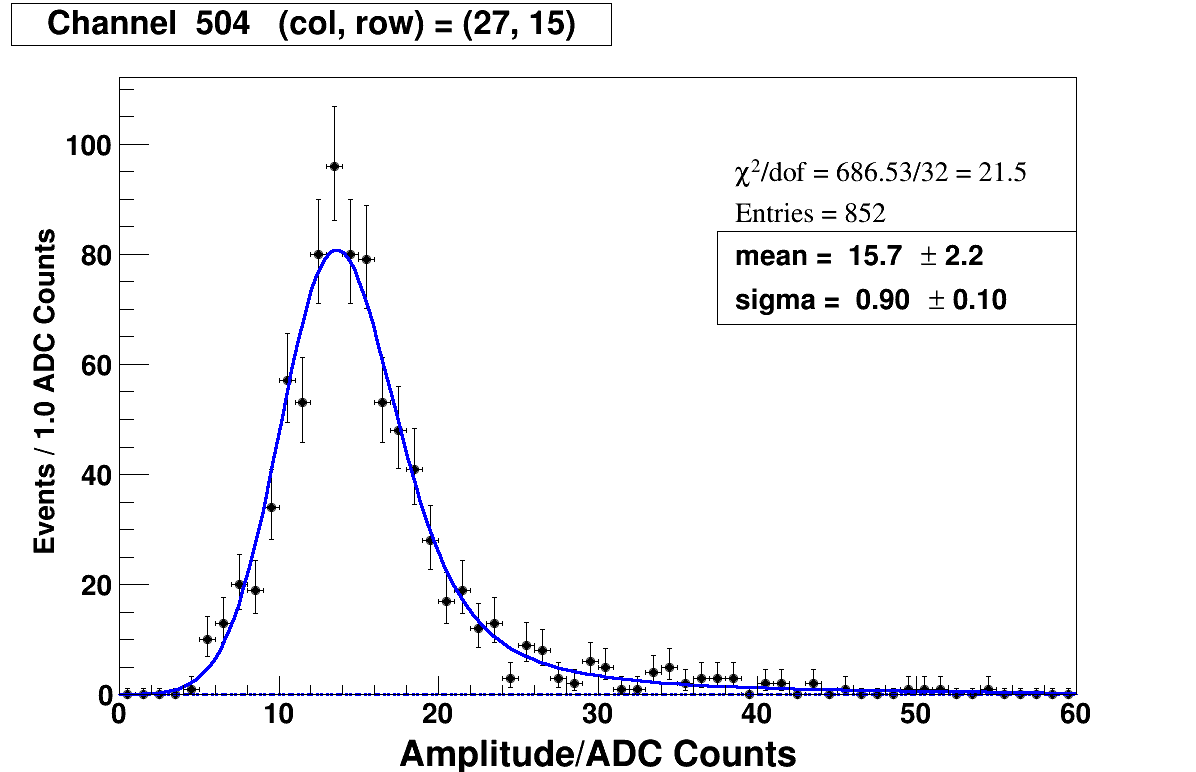 Channel 504 (col, row) = (27, 15)
χ²/dof = 686.53/32 = 21.5
Entries = 852
mean = 15.7 ± 2.2
sigma = 0.90 ± 0.10
Events / 1.0 ADC Counts
100
80
60
40
20
0
0 10 20 30 40 50 60
Amplitude/ADC Counts